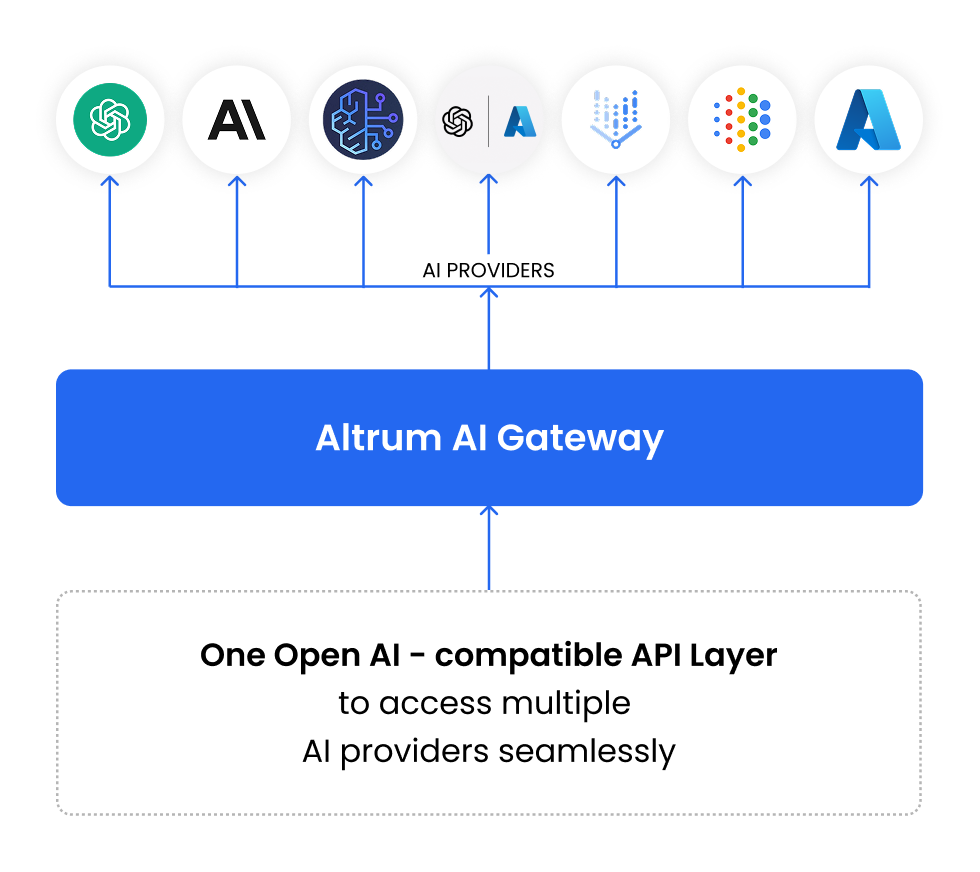 AI PROVIDERS
Altrum AI Gateway
One Open AI - compatible API Layer
to access multiple
AI providers seamlessly